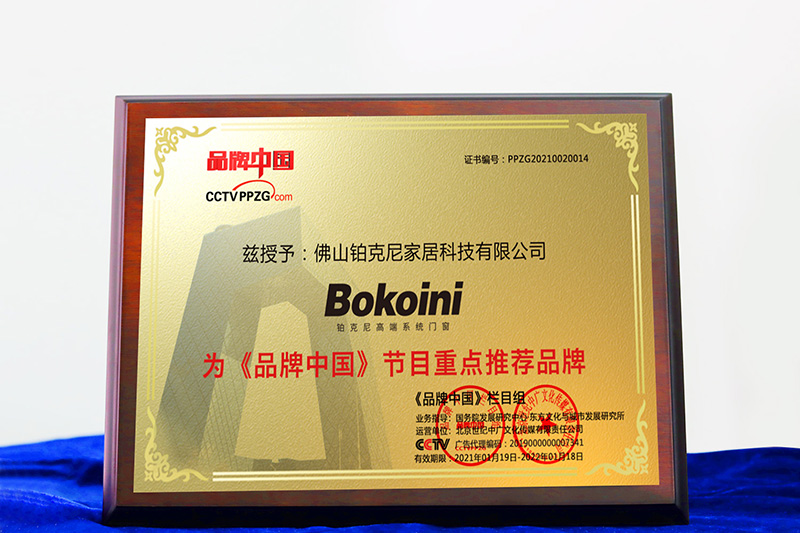 品牌中国
CCTVPPZG.com
证书编号：PPZG20210020014
兹授予：佛山铂克尼家居科技有限公司
Bokoini
铂克尼高端系统门窗
为《品牌中国》节目重点推荐品牌
《品牌中国》栏目组
业务指导：国务院发展研究中心 东方文化与城市发展研究所
运营单位：北京世纪中广文化传媒有限责任公司
CCTV 广告代理编码：2019000000007341
有效期限：2021年01月19日-2022年01月18日